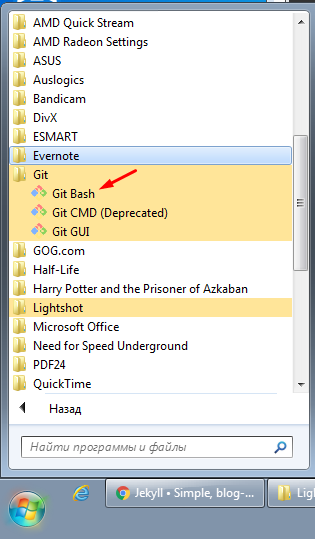 AMD Quick Stream
AMD Radeon Settings
ASUS
Auslogics
Bandicam
DivX
ESMART
Evernote
Git
Git Bash
Git CMD (Deprecated)
Git GUI
GOG.com
Half-Life
Harry Potter and the Prisoner of Azkaban
Lightshot
Microsoft Office
Need for Speed Underground
PDF24
QuickTime
Назад
Найти программы и файлы
Jekyll • Simple, blog-...
Lig